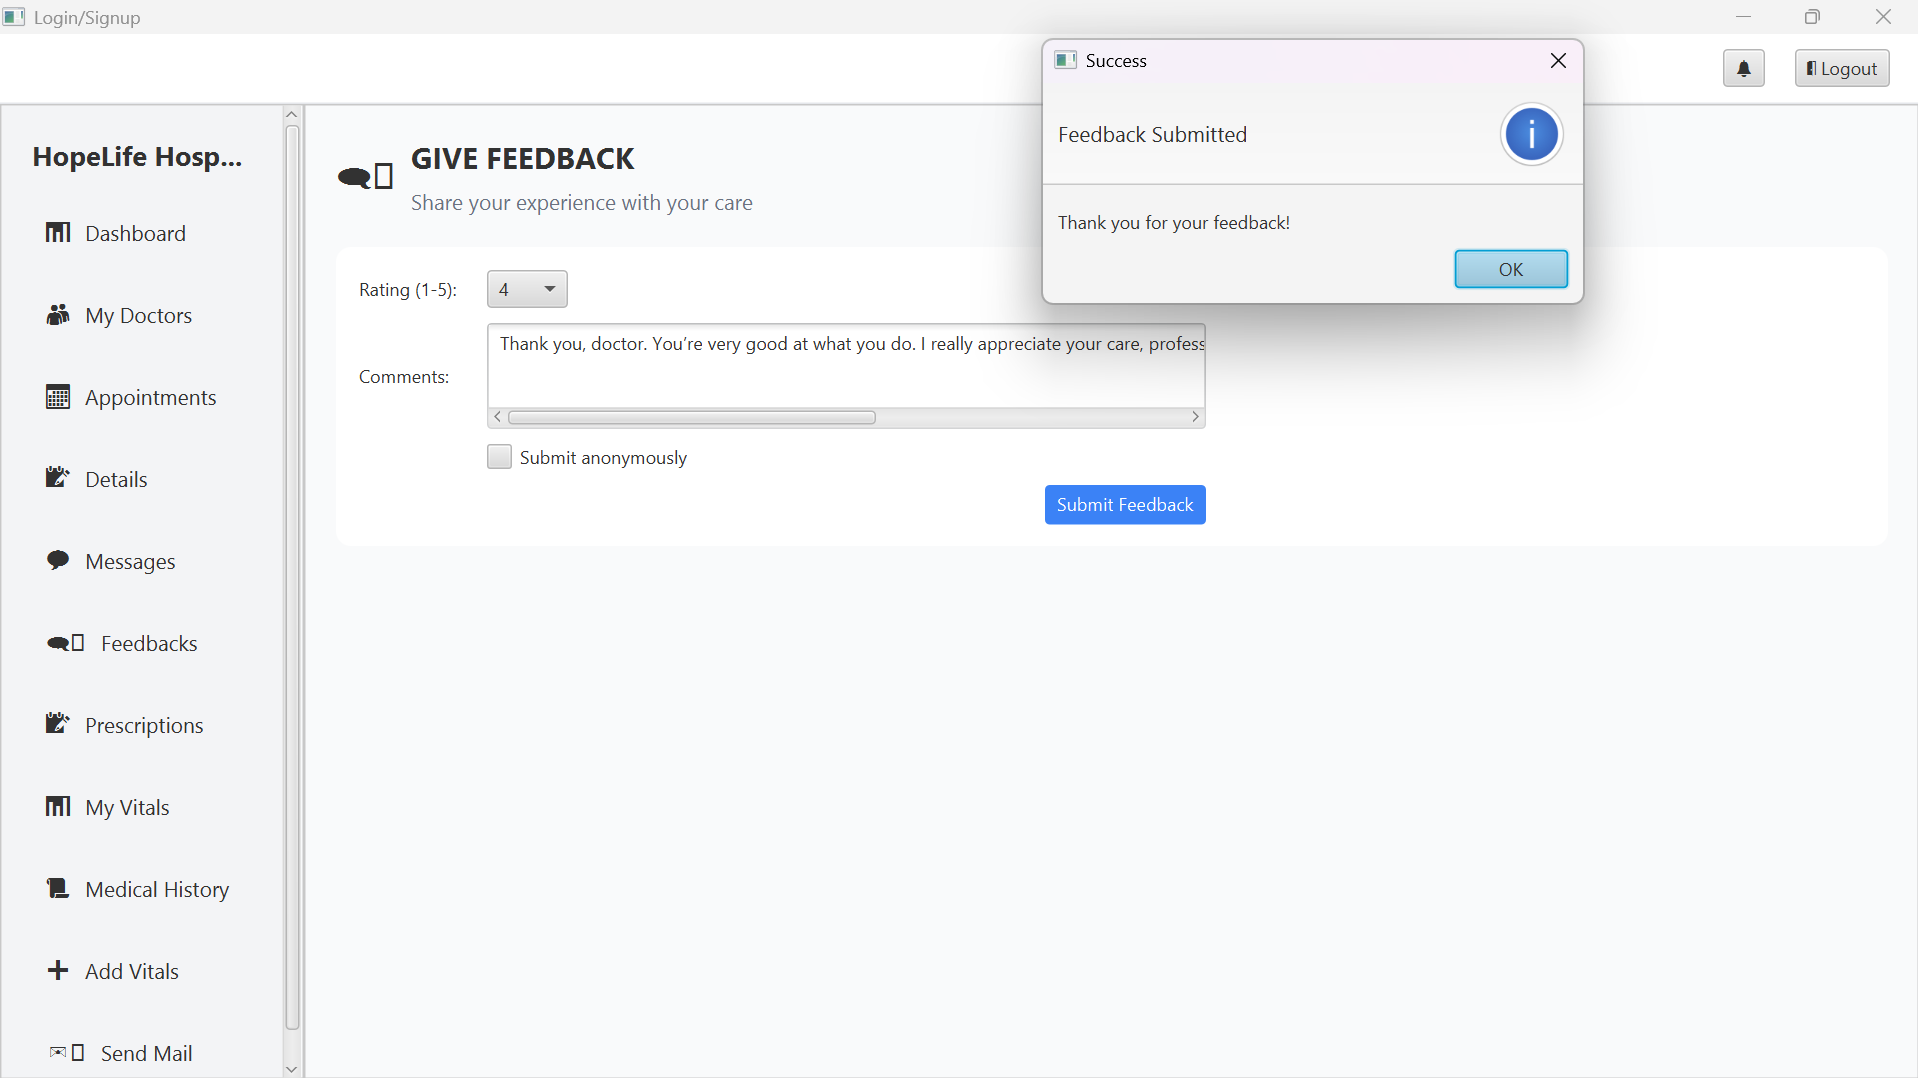 Login/Signup
Success
Logout
Feedback Submitted
Thank you for your feedback!
OK
HopeLife Hosp...
Dashboard
My Doctors
Appointments
Details
Messages
Feedbacks
Prescriptions
My Vitals
Medical History
Add Vitals
Send Mail
GIVE FEEDBACK
Share your experience with your care
Rating (1-5):
4
Comments:
Thank you, doctor. You’re very good at what you do. I really appreciate your care, profess
Submit anonymously
Submit Feedback